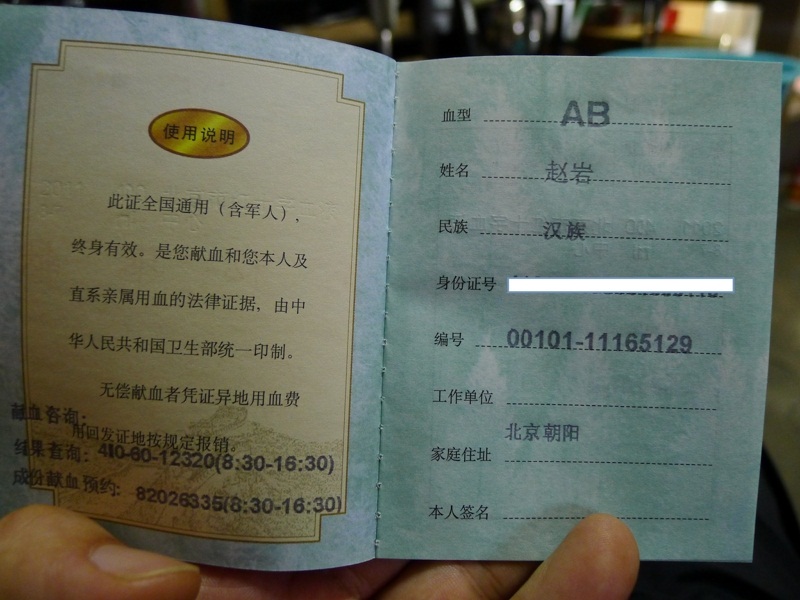 使用说明
此证全国通用（含军人），
终身有效。是您献血和您本人及
直系亲属用血的法律证据，由中
华人民共和国卫生部统一印制。
无偿献血者凭证异地用血费
用回发证地按规定报销。
献血咨询：
结果查询：
010-60-12320(8:30-16:30)
成份献血预约： 82026335(8:30-16:30)
血型 AB
姓名 赵岩
民族 汉族
身份证号
编号 00101-11165129
工作单位
北京朝阳
家庭住址
本人签名